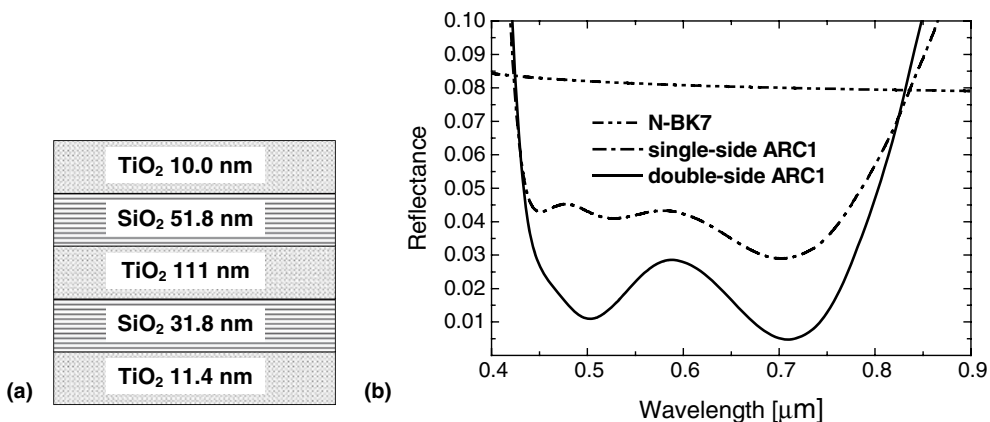 TiO₂ 10.0 nm
SiO₂ 51.8 nm
TiO₂ 111 nm
SiO₂ 31.8 nm
TiO₂ 11.4 nm
(a)
(b)
Reflectance
0.10
0.09
0.08
0.07
0.06
0.05
0.04
0.03
0.02
0.01
N-BK7
single-side ARC1
double-side ARC1
0.4 0.5 0.6 0.7 0.8 0.9
Wavelength [μm]